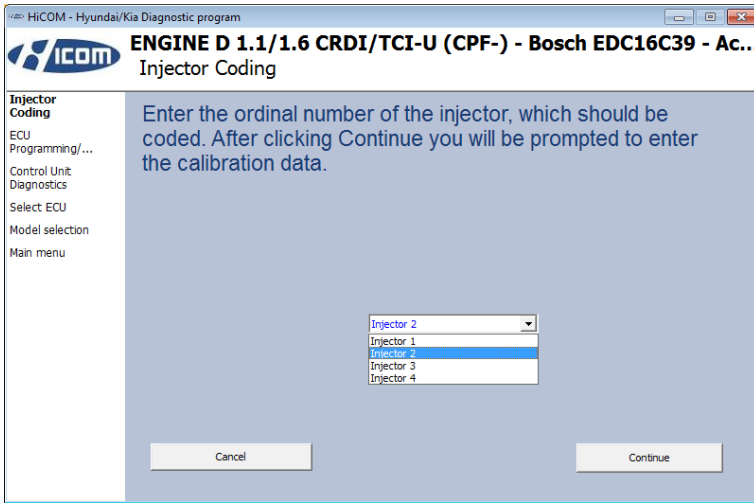 HiCOM - Hyundai/Kia Diagnostic program
HICOM
ENGINE D 1.1/1.6 CRDI/TCI-U (CPF-) - Bosch EDC16C39 - Ac...
Injector Coding
Injector
Coding
ECU
Programming/...
Control Unit
Diagnostics
Select ECU
Model selection
Main menu
Enter the ordinal number of the injector, which should be
coded. After clicking Continue you will be prompted to enter
the calibration data.
Injector 2
Injector 1
Injector 2
Injector 3
Injector 4
Cancel
Continue